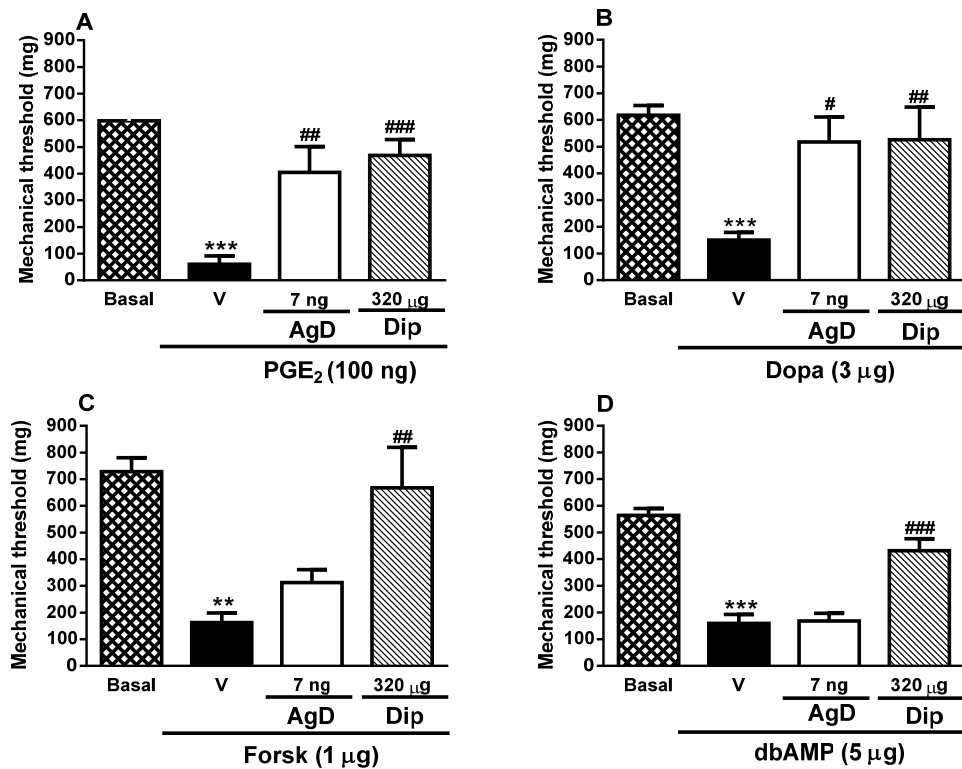 A
Mechanical threshold (mg)
900
800
700
600
500
400
300
200
100
0
***
##
###
Basal
V
7 ng
320 μg
AgD
Dip
PGE₂ (100 ng)
B
Mechanical threshold (mg)
900
800
700
600
500
400
300
200
100
0
***
#
##
Basal
V
7 ng
320 μg
AgD
Dip
Dopa (3 μg)
C
Mechanical threshold (mg)
900
800
700
600
500
400
300
200
100
0
**
##
Basal
V
7 ng
320 μg
AgD
Dip
Forsk (1 μg)
D
Mechanical threshold (mg)
900
800
700
600
500
400
300
200
100
0
***
###
Basal
V
7 ng
320 μg
AgD
Dip
dbAMP (5 μg)